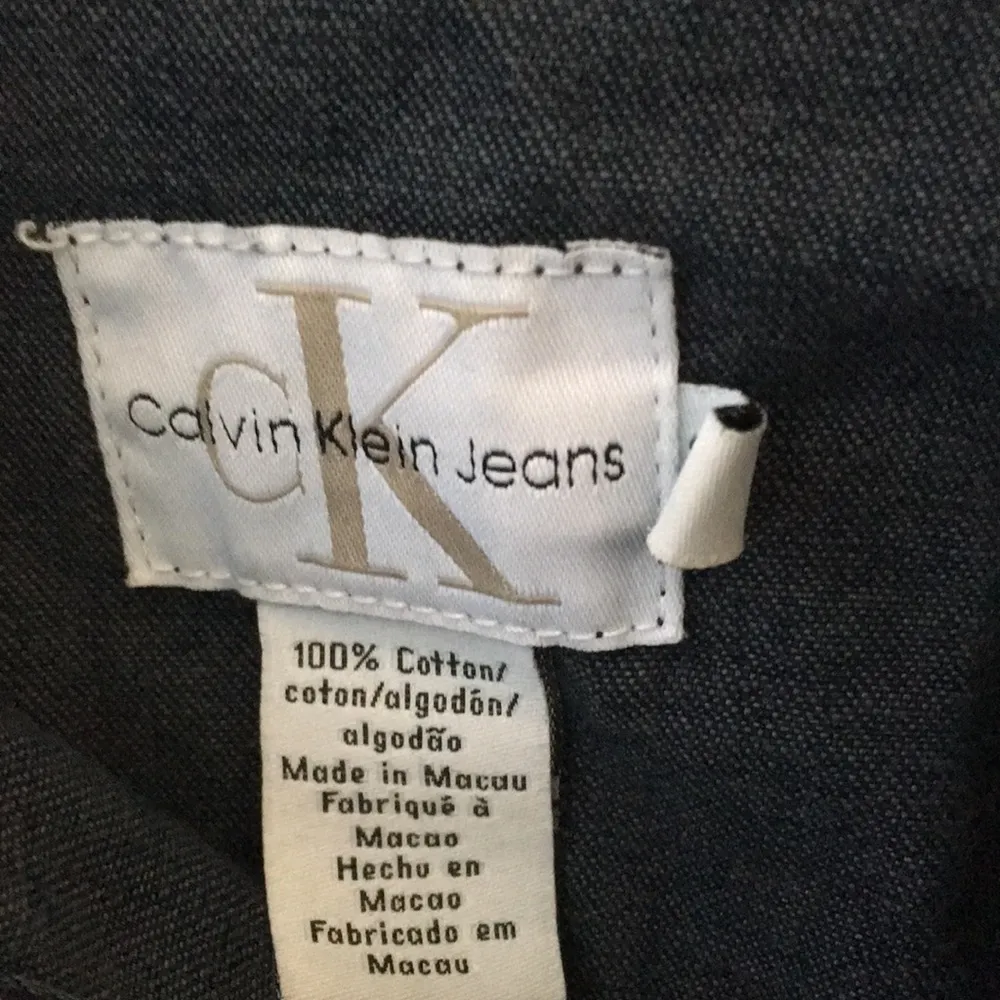 CK
Calvin Klein Jeans
100% Cotton/
coton/algodón/
algodão
Made in Macau
Fabriqué à
Macao
Hecho en
Macao
Fabricado em
Macau